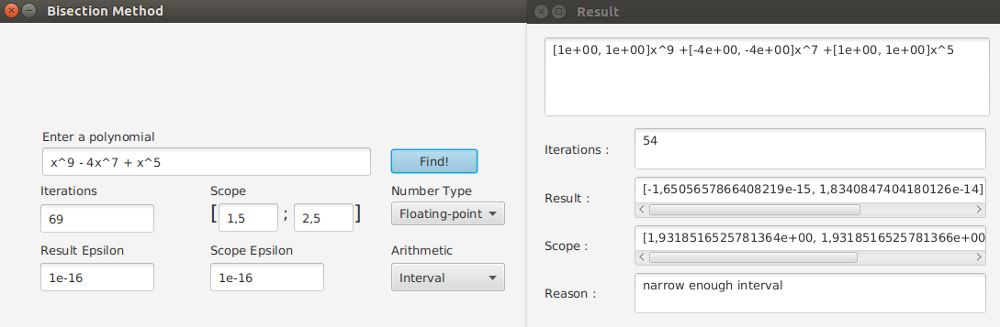 Bisection Method
Enter a polynomial
x^9 - 4x^7 + x^5
Find!
Iterations
Scope
Number Type
69
[ 1,5 ; 2,5 ]
Floating-point
Result Epsilon
Scope Epsilon
Arithmetic
1e-16
1e-16
Interval
Result
[1e+00, 1e+00]x^9 +[-4e+00, -4e+00]x^7 +[1e+00, 1e+00]x^5
Iterations :
54
Result :
[-1,6505657866408219e-15, 1,8340847404180126e-14]
Scope :
[1,9318516525781364e+00, 1,9318516525781366e+00
Reason :
narrow enough interval